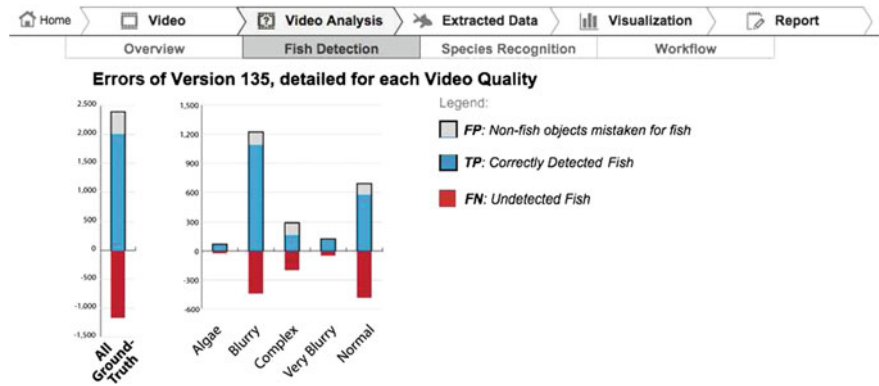 Home Video Video Analysis Extracted Data Visualization Report
Overview Fish Detection Species Recognition Workflow
Errors of Version 135, detailed for each Video Quality
Legend:
FP: Non-fish objects mistaken for fish
TP: Correctly Detected Fish
FN: Undetected Fish
2,500
2,000
1,500
1,000
500
0
-500
-1,000
-1,500
All
Ground-
Truth
1,500
1,200
900
600
300
0
-300
-600
Algae
Blurry
Complex
Very Blurry
Normal